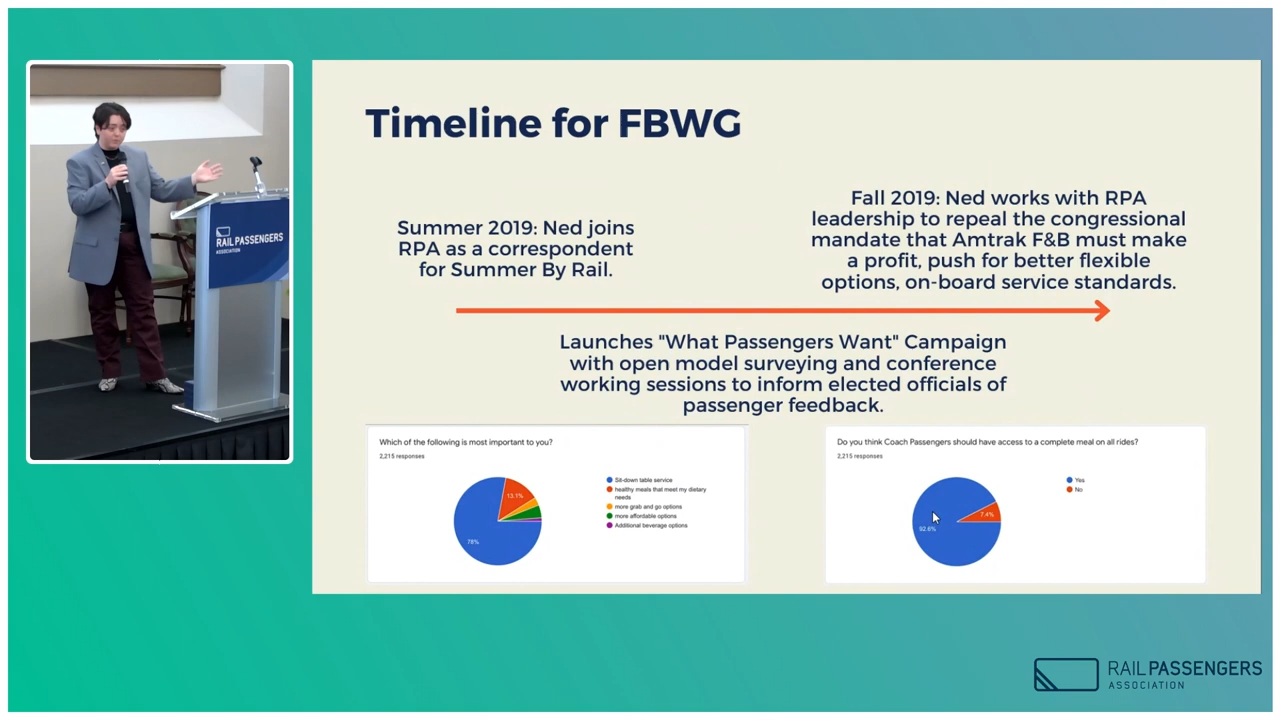 RAIL PASSENGERS
ASSOCIATION
Timeline for FBWG
Summer 2019: Ned joins
RPA as a correspondent
for Summer By Rail.
Fall 2019: Ned works with RPA
leadership to repeal the congressional
mandate that Amtrak F&B must make
a profit, push for better flexible
options, on-board service standards.
Launches "What Passengers Want" Campaign
with open model surveying and conference
working sessions to inform elected officials of
passenger feedback.
Which of the following is most important to you?
2,215 responses
13.1%
78%
Sit-down table service
healthy meals that meet my dietary
needs
more grab and go options
more affordable options
Additional beverage options
Do you think Coach Passengers should have access to a complete meal on all rides?
2,215 responses
7.4%
92.6%
Yes
No
RAILPASSENGERS
ASSOCIATION